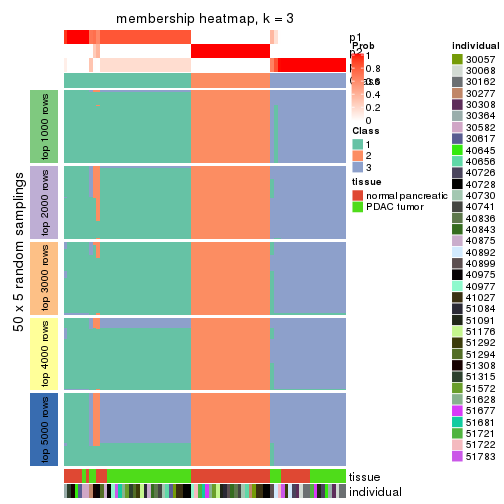 membership heatmap, k = 3
p1
p2
Prob
1
0.8
0.6
0.4
0.2
0
Class
1
2
3
tissue
normal pancreatic
PDAC tumor
50 x 5 random samplings
top 1000 rows
top 2000 rows
top 3000 rows
top 4000 rows
top 5000 rows
tissue
individual
individual
30057
30068
30162
30277
30308
30364
30582
30617
40645
40656
40726
40728
40730
40741
40836
40843
40875
40892
40899
40975
40977
41027
51084
51091
51176
51292
51294
51308
51315
51572
51628
51677
51681
51721
51722
51783